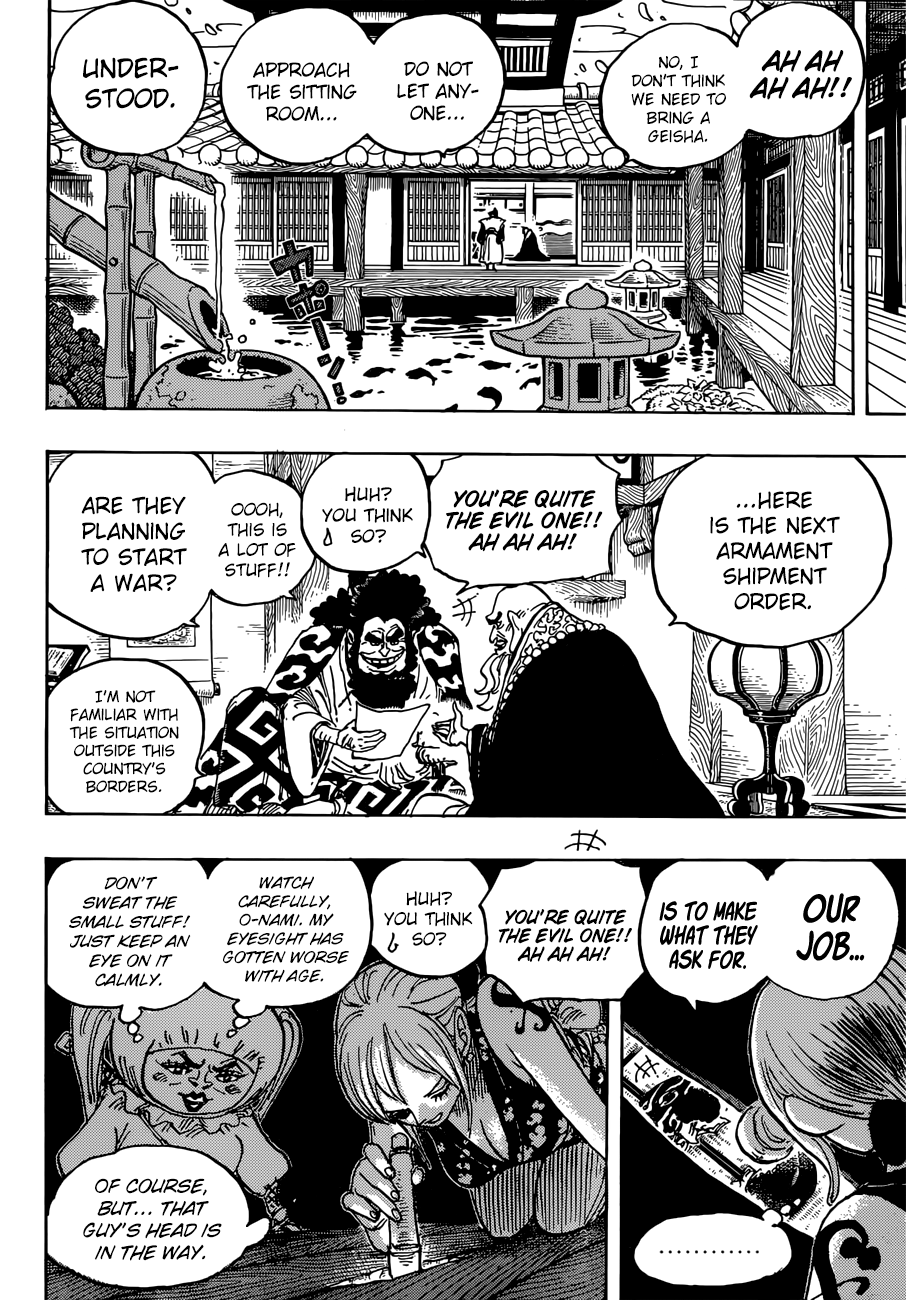 AH AH
AH AH!!
NO, I
DON'T THINK
WE NEED TO
BRING A
GEISHA.
DO NOT
LET ANY-
ONE...
APPROACH
THE SITTING
ROOM...
UNDER-
STOOD.
カポーン!
...HERE
IS THE NEXT
ARMAMENT
SHIPMENT
ORDER.
YOU'RE QUITE
THE EVIL ONE!!
AH AH AH!
HUH?
YOU THINK
SO?
OOOH,
THIS IS
A LOT OF
STUFF!!
ARE THEY
PLANNING
TO START
A WAR?
I'M NOT
FAMILIAR WITH
THE SITUATION
OUTSIDE THIS
COUNTRY'S
BORDERS.
OUR
JOB...
IS TO MAKE
WHAT THEY
ASK FOR.
............
YOU'RE QUITE
THE EVIL ONE!!
AH AH AH!
HUH?
YOU THINK
SO?
WATCH
CAREFULLY,
O-NAMI. MY
EYESIGHT HAS
GOTTEN WORSE
WITH AGE.
DON'T
SWEAT THE
SMALL STUFF!
JUST KEEP AN
EYE ON IT
CALMLY.
OF COURSE,
BUT... THAT
GUY'S HEAD IS
IN THE WAY.